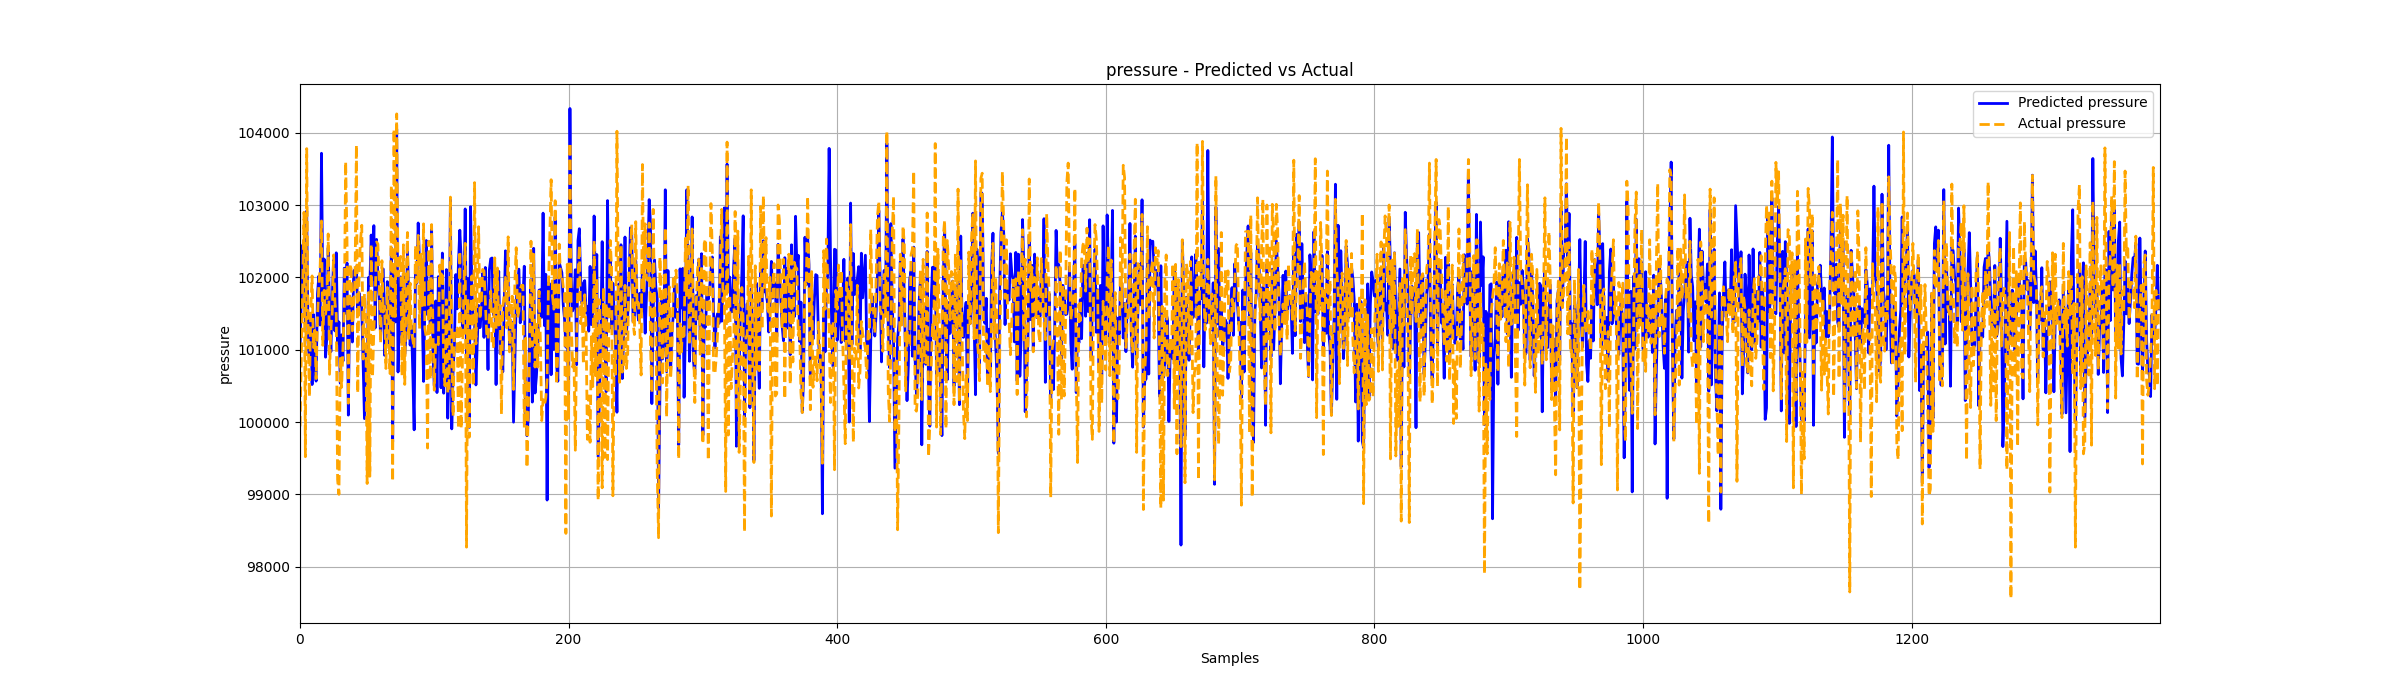 pressure - Predicted vs Actual
Predicted pressure
Actual pressure
104000
103000
102000
101000
100000
99000
98000
pressure
0 200 400 600 800 1000 1200
Samples